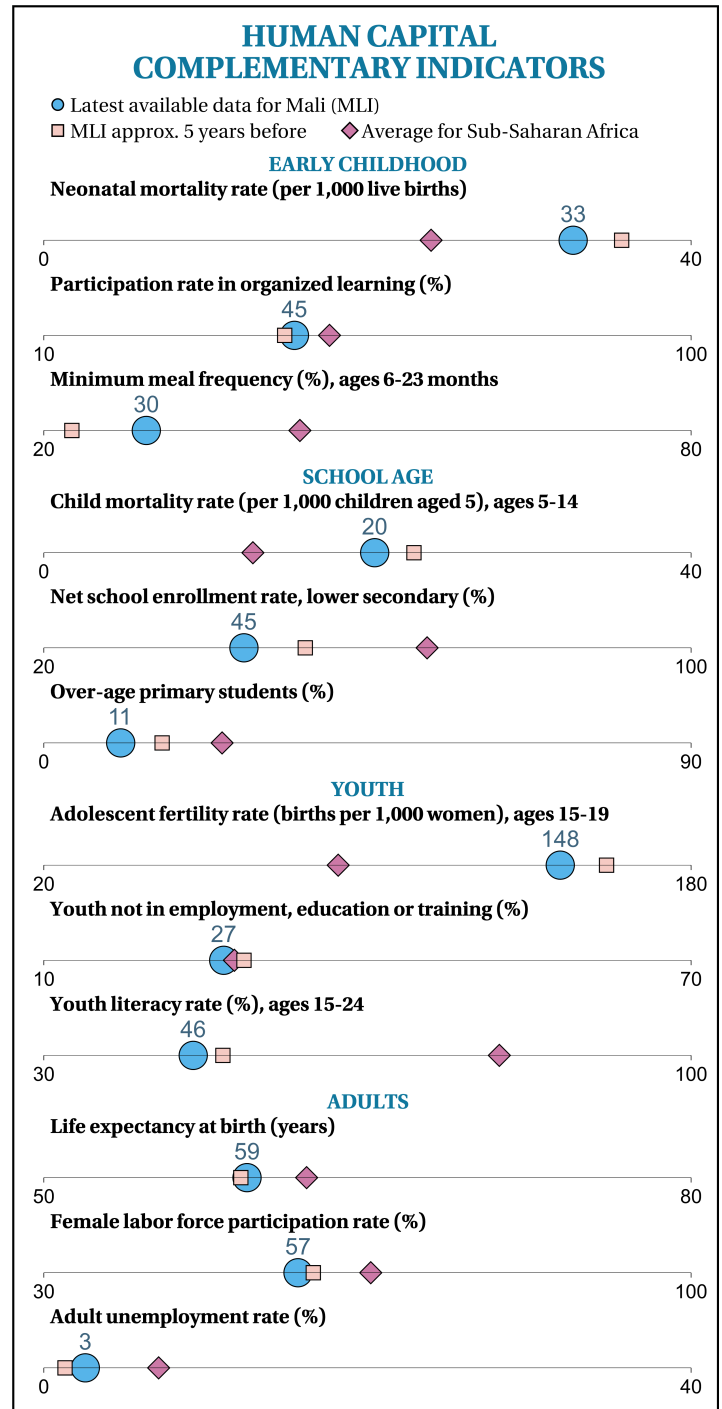 HUMAN CAPITAL
COMPLEMENTARY INDICATORS
Latest available data for Mali (MLI)
MLI approx. 5 years before Average for Sub-Saharan Africa
EARLY CHILDHOOD
Neonatal mortality rate (per 1,000 live births)
33
0 40
Participation rate in organized learning (%)
45
10 100
Minimum meal frequency (%), ages 6-23 months
30
20 80
SCHOOL AGE
Child mortality rate (per 1,000 children aged 5), ages 5-14
20
0 40
Net school enrollment rate, lower secondary (%)
45
20 100
Over-age primary students (%)
11
0 90
YOUTH
Adolescent fertility rate (births per 1,000 women), ages 15-19
148
20 180
Youth not in employment, education or training (%)
27
10 70
Youth literacy rate (%), ages 15-24
46
30 100
ADULTS
Life expectancy at birth (years)
59
50 80
Female labor force participation rate (%)
57
30 100
Adult unemployment rate (%)
3
0 40